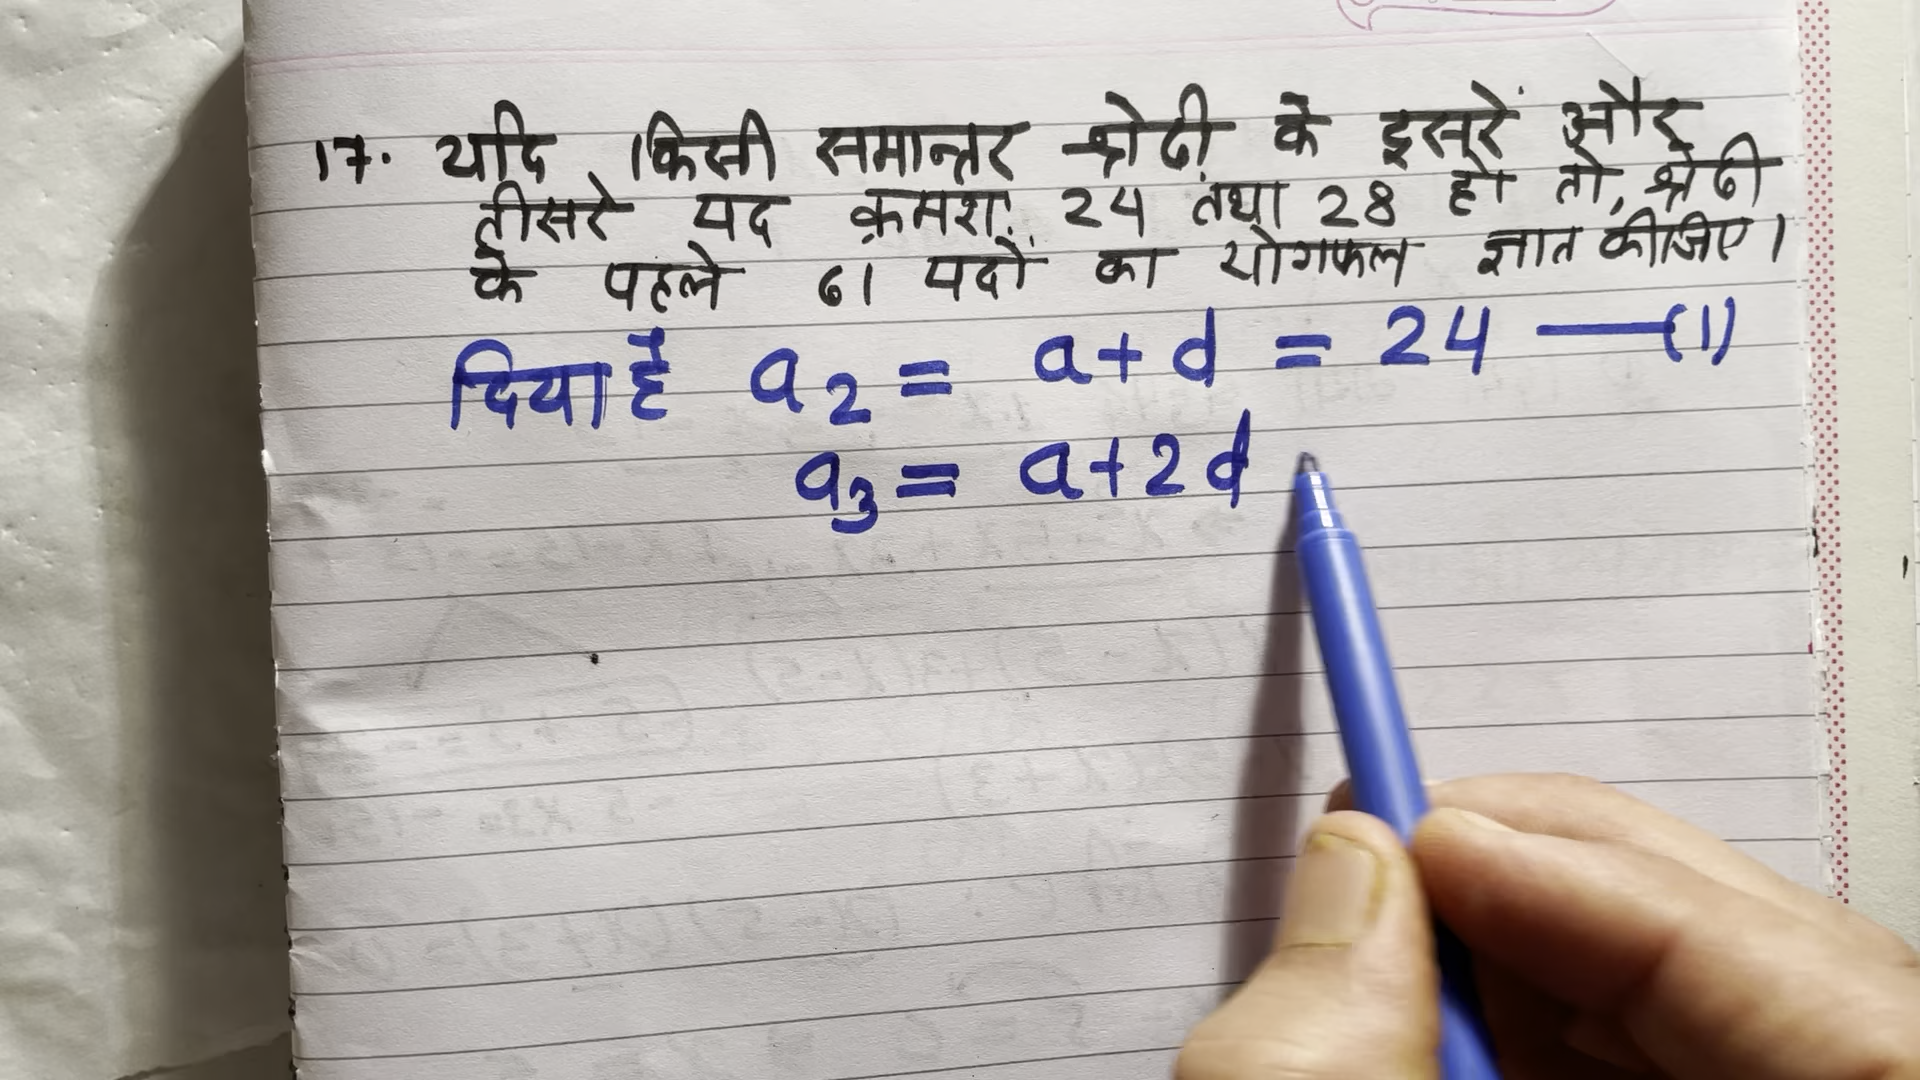 17. यदि किसी समान्तर श्रेढी के दूसरे और
तीसरे पद क्रमशः 24 तथा 28 हो तो, श्रेढी
के पहले 61 पदों का योगफल ज्ञात कीजिए।
दिया है a2 = a+d = 24 —(1)
a3 = a+2d